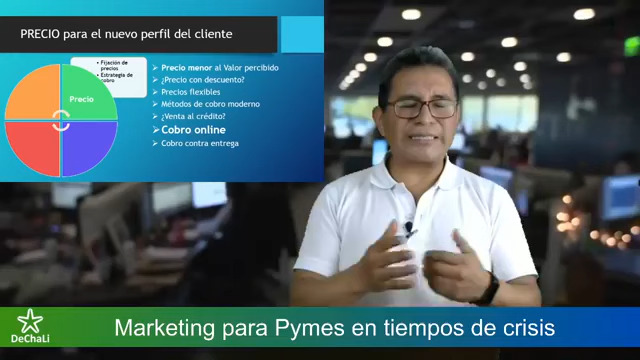 PRECIO para el nuevo perfil del cliente
• Fijación de precios
• Estrategia de cobro
Precio
➢ Precio menor al Valor percibido
➢ ¿Precio con descuento?
➢ Precios flexibles
➢ Métodos de cobro moderno
➢ ¿Venta al crédito?
➢ Cobro online
➢ Cobro contra entrega
DeChaLi
Marketing para Pymes en tiempos de crisis